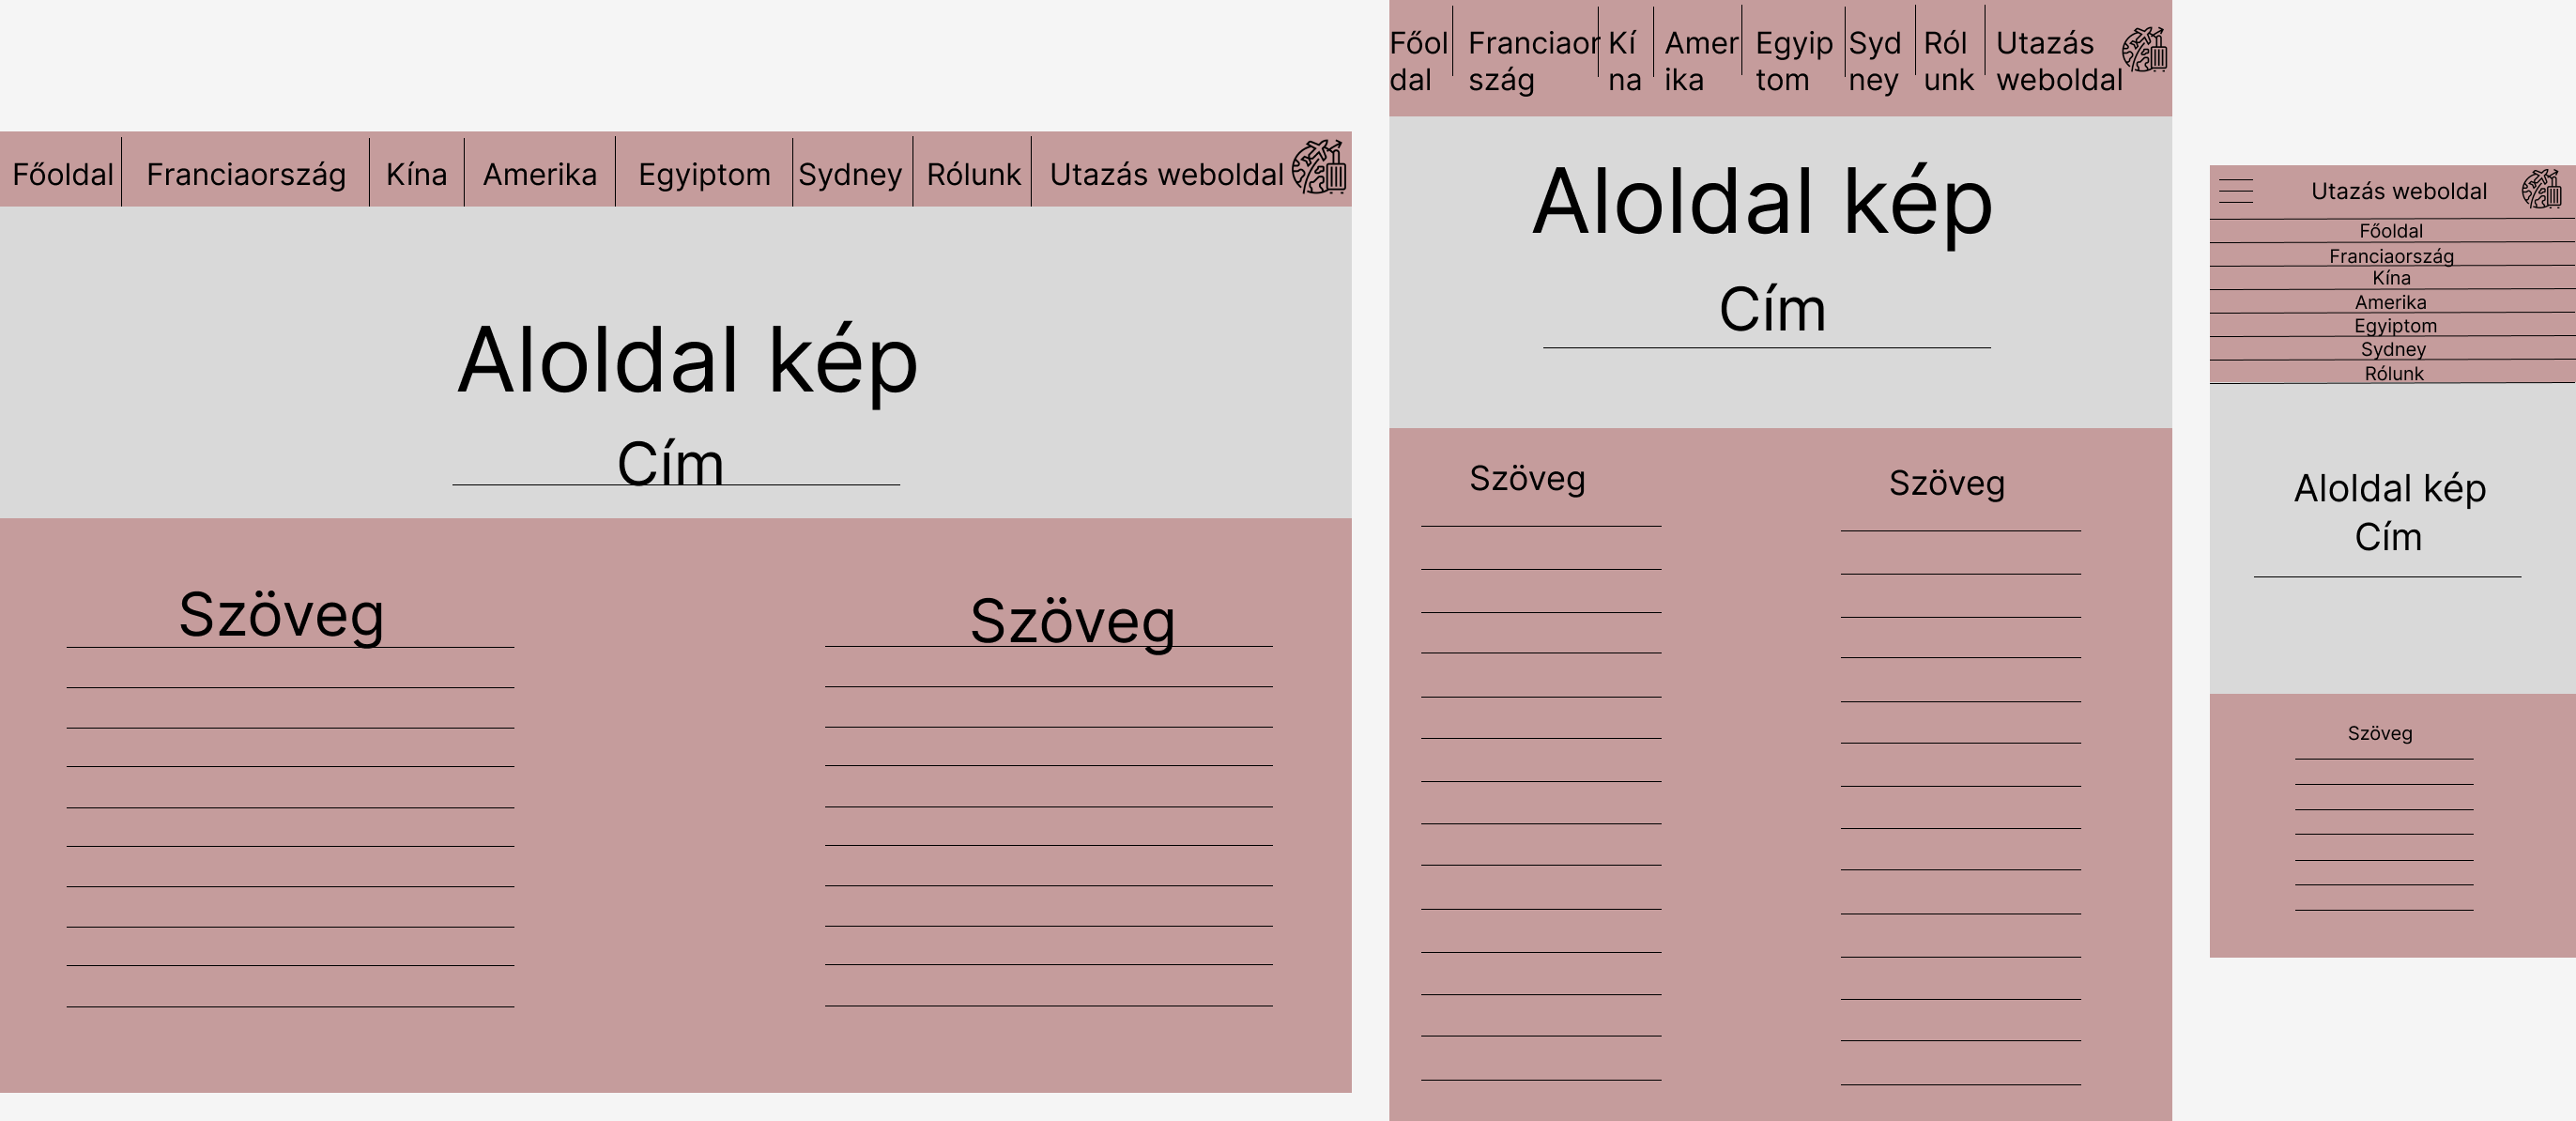 Főoldal
Franciaország
Kína
Amerika
Egyiptom
Sydney
Rólunk
Utazás weboldal
Aloldal kép
Cím
Szöveg
Szöveg
Főol
dal
Franciaor
szág
Kí
na
Amer
ika
Egyip
tom
Syd
ney
Ról
unk
Utazás
weboldal
Aloldal kép
Cím
Szöveg
Szöveg
Utazás weboldal
Főoldal
Franciaország
Kína
Amerika
Egyiptom
Sydney
Rólunk
Aloldal kép
Cím
Szöveg